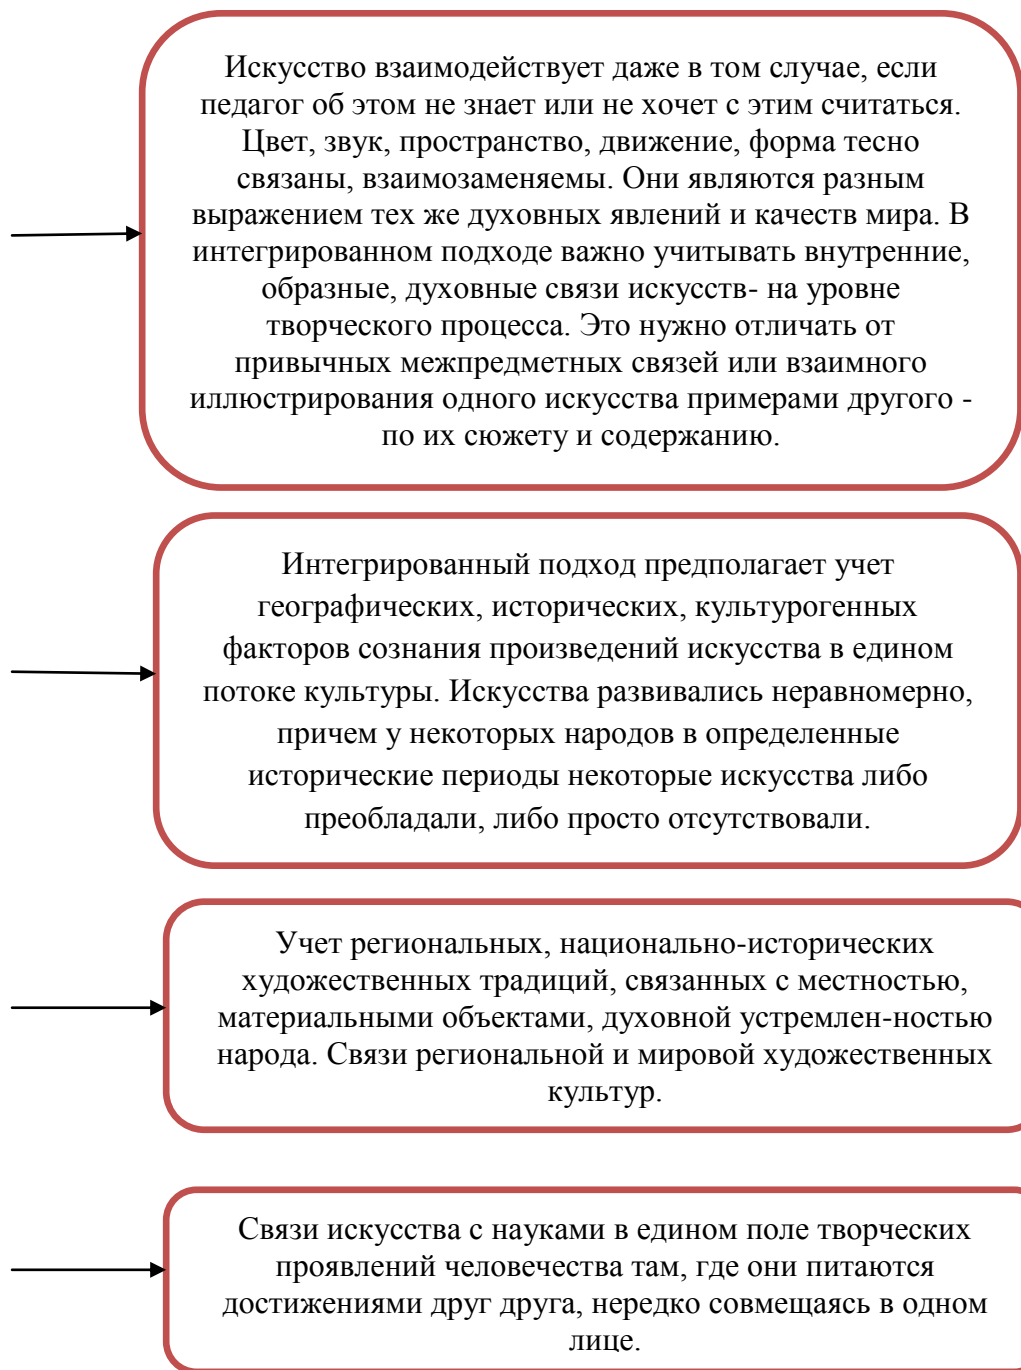 Искусство взаимодействует даже в том случае, если
педагог об этом не знает или не хочет с этим считаться.
Цвет, звук, пространство, движение, форма тесно
связаны, взаимозаменяемы. Они являются разным
выражением тех же духовных явлений и качеств мира. В
интегрированном подходе важно учитывать внутренние,
образные, духовные связи искусств- на уровне
творческого процесса. Это нужно отличать от
привычных межпредметных связей или взаимного
иллюстрирования одного искусства примерами другого -
по их сюжету и содержанию.
Интегрированный подход предполагает учет
географических, исторических, культурогенных
факторов сознания произведений искусства в едином
потоке культуры. Искусства развивались неравномерно,
причем у некоторых народов в определенные
исторические периоды некоторые искусства либо
преобладали, либо просто отсутствовали.
Учет региональных, национально-исторических
художественных традиций, связанных с местностью,
материальными объектами, духовной устремлен-ностью
народа. Связи региональной и мировой художественных
культур.
Связи искусства с науками в едином поле творческих
проявлений человечества там, где они питаются
достижениями друг друга, нередко совмещаясь в одном
лице.